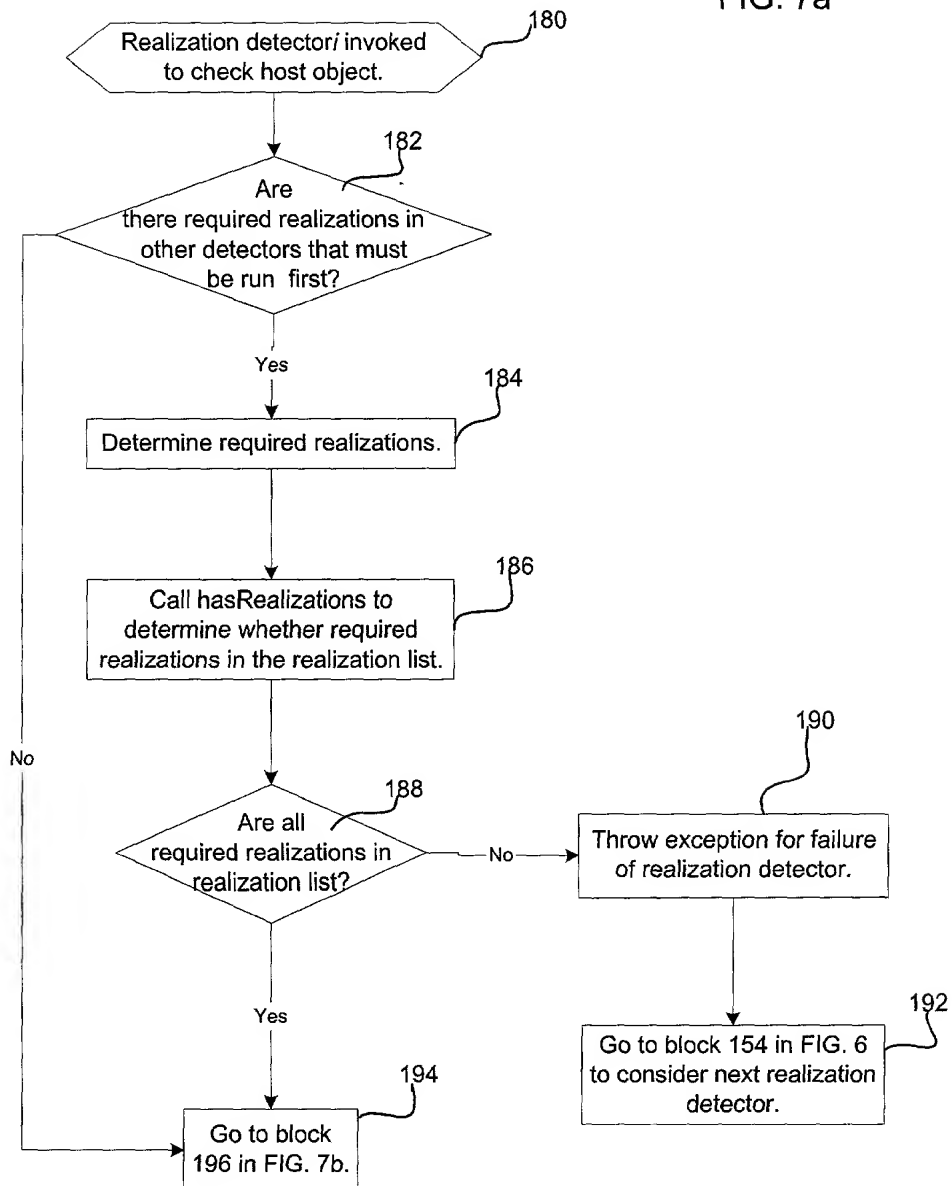 FIG. 7a
180
Realization detector i invoked
to check host object.
182
Are
there required realizations in
other detectors that must
be run first?
Yes
184
Determine required realizations.
186
Call hasRealizations to
determine whether required
realizations in the realization list.
No
188
Are all
required realizations in
realization list?
No
190
Throw exception for failure
of realization detector.
Yes
192
Go to block 154 in FIG. 6
to consider next realization
detector.
194
Go to block
196 in FIG. 7b.